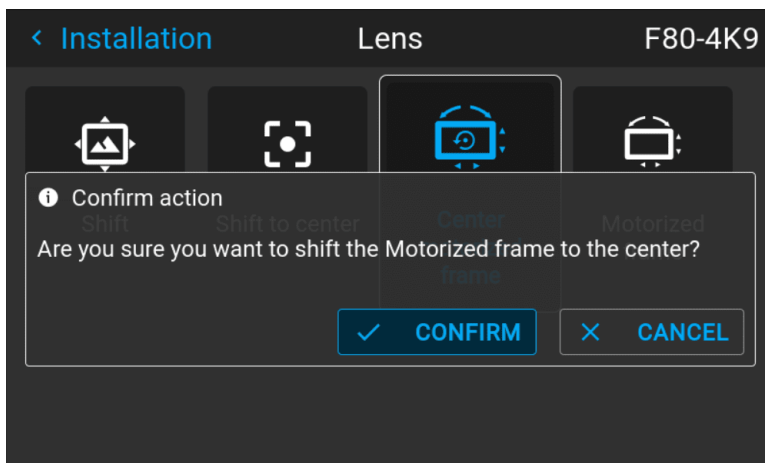 Installation Lens F80-4K9
Confirm action
Shift Shift to center Center Motorized
Are you sure you want to shift the Motorized frame to the center?
frame
CONFIRM CANCEL